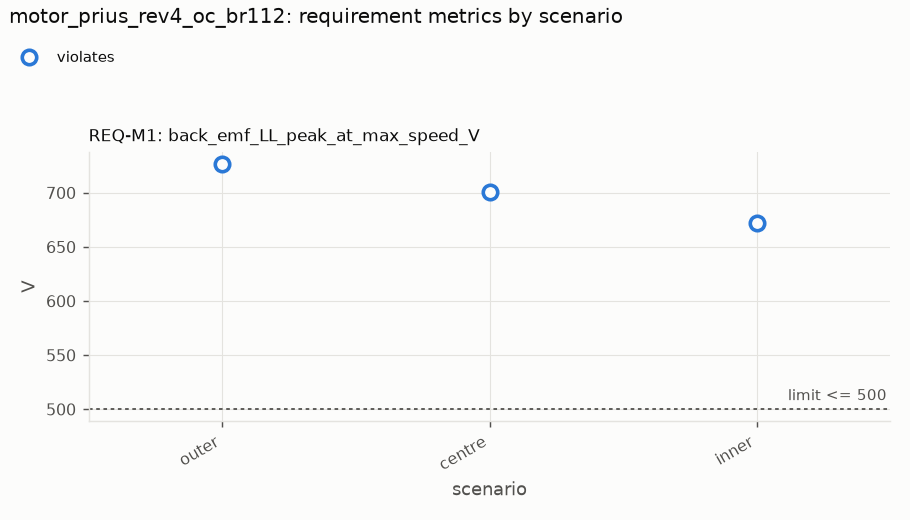 motor_prius_rev4_oc_br112: requirement metrics by scenario
violates
REQ-M1: back_emf_LL_peak_at_max_speed_V
700
650
600
550
500
V
limit <= 500
outer
centre
inner
scenario